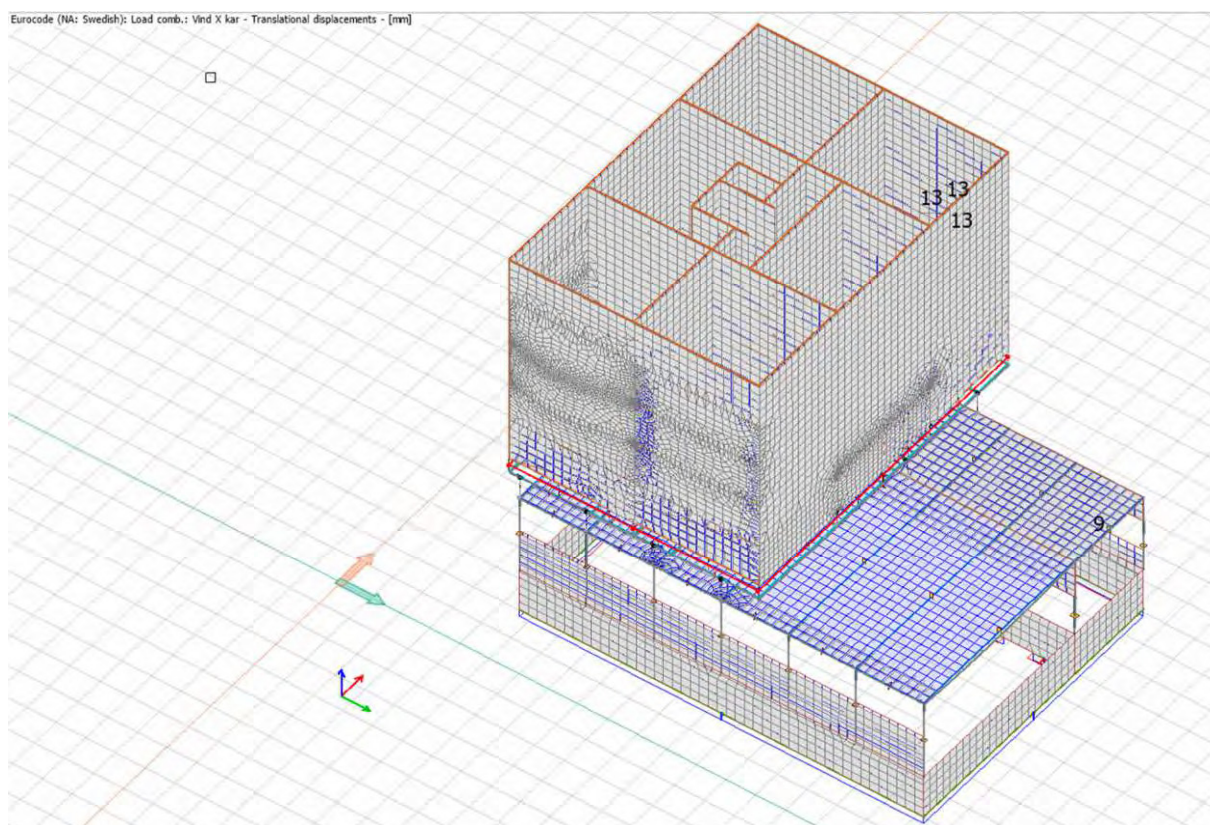 Eurocode (NA: Swedish): Load comb.: Vind X kar - Translational displacements - [mm]
13 13
13
9